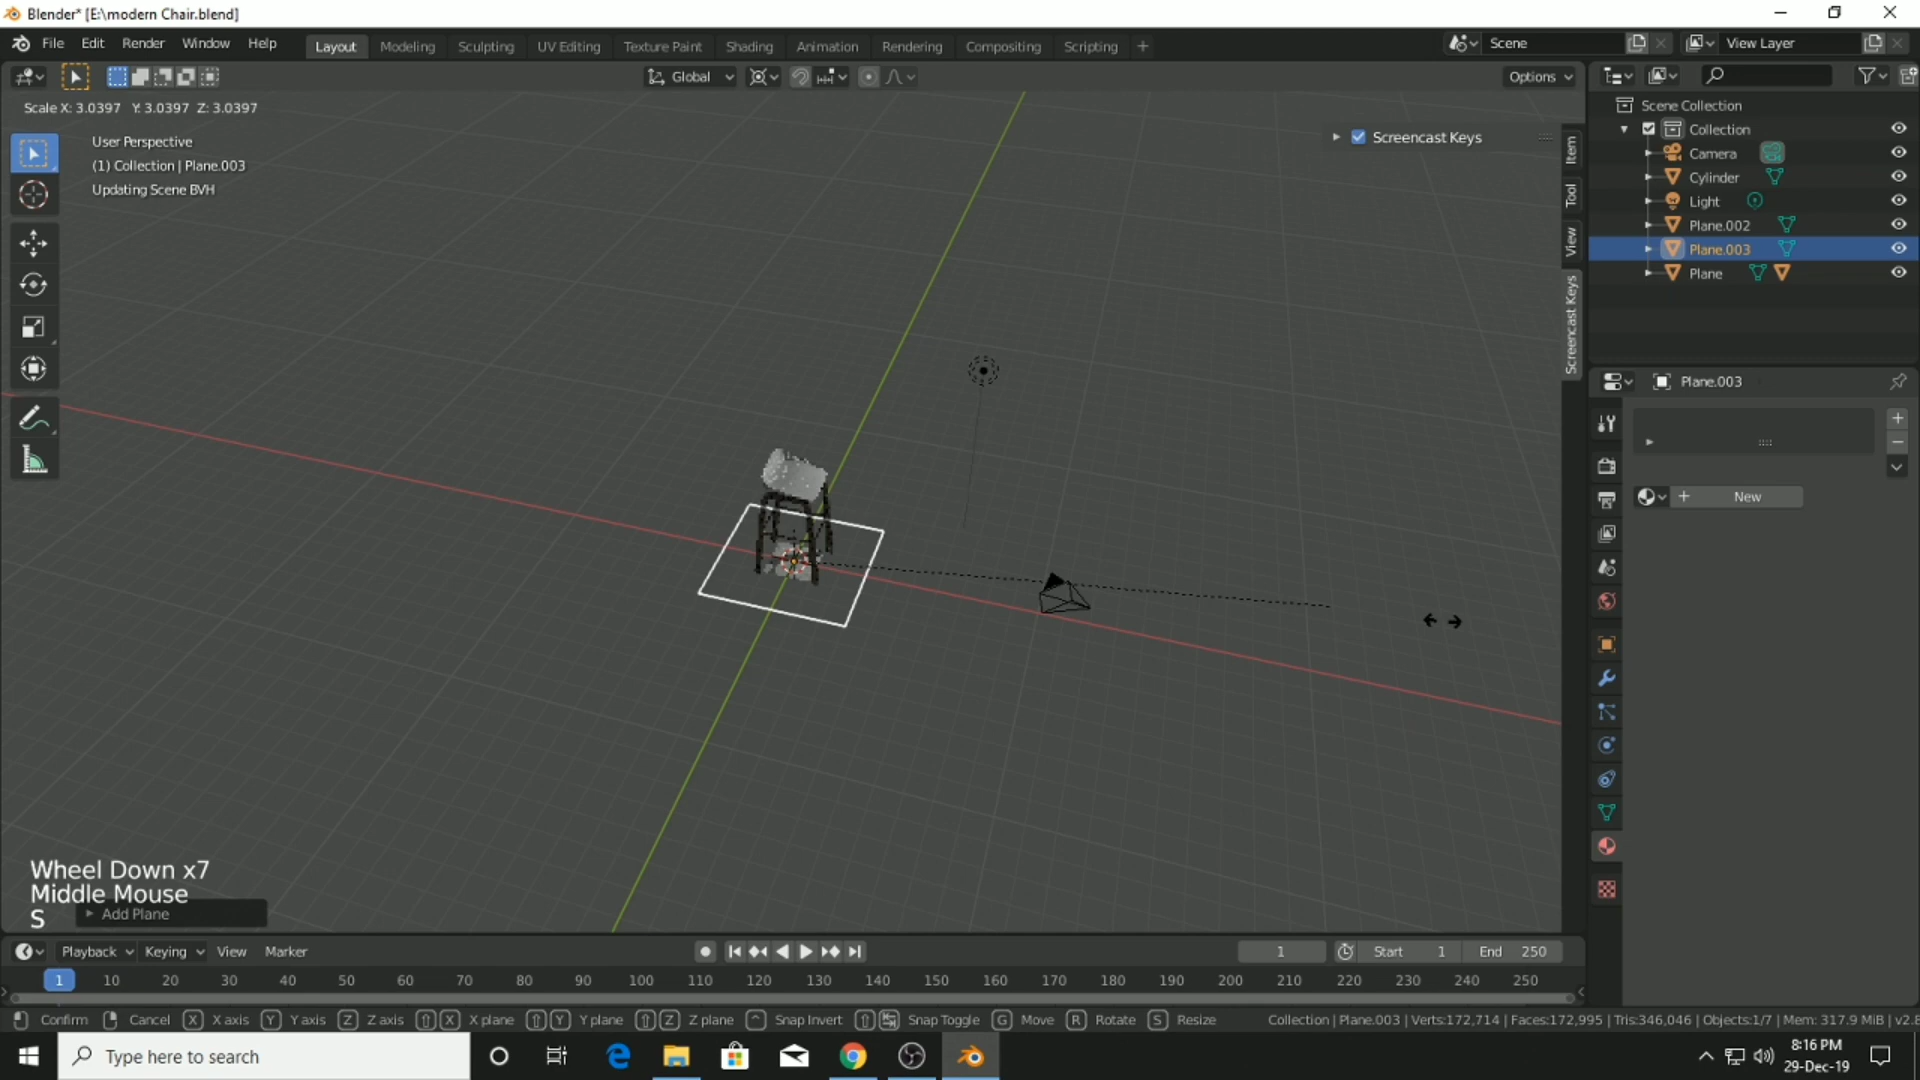 Blender* [E:\modern Chair.blend]
File Edit Render Window Help Layout Modeling Sculpting UV Editing Texture Paint Shading Animation Rendering Compositing Scripting + Scene View Layer
Global Options
Scale X: 3.0397 Y: 3.0397 Z: 3.0397
User Perspective
(1) Collection | Plane.003
Updating Scene BVH
Screencast Keys
Item
Tool
View
Screencast Keys
Scene Collection
Collection
Camera
Cylinder
Light
Plane.002
Plane.003
Plane
Plane.003
New
Wheel Down x7
Middle Mouse
S
Add Plane
Playback Keying View Marker 1 Start 1 End 250
1 10 20 30 40 50 60 70 80 90 100 110 120 130 140 150 160 170 180 190 200 210 220 230 240 250
Confirm Cancel X X axis Y Y axis Z Z axis X X plane Y Y plane Z Z plane Snap Invert Snap Toggle G Move R Rotate S Resize Collection | Plane.003 | Verts:172,714 | Faces:172,995 | Tris:346,046 | Objects:1/7 | Mem: 317.9 MiB | v2.8
Type here to search
8:16 PM
29-Dec-19